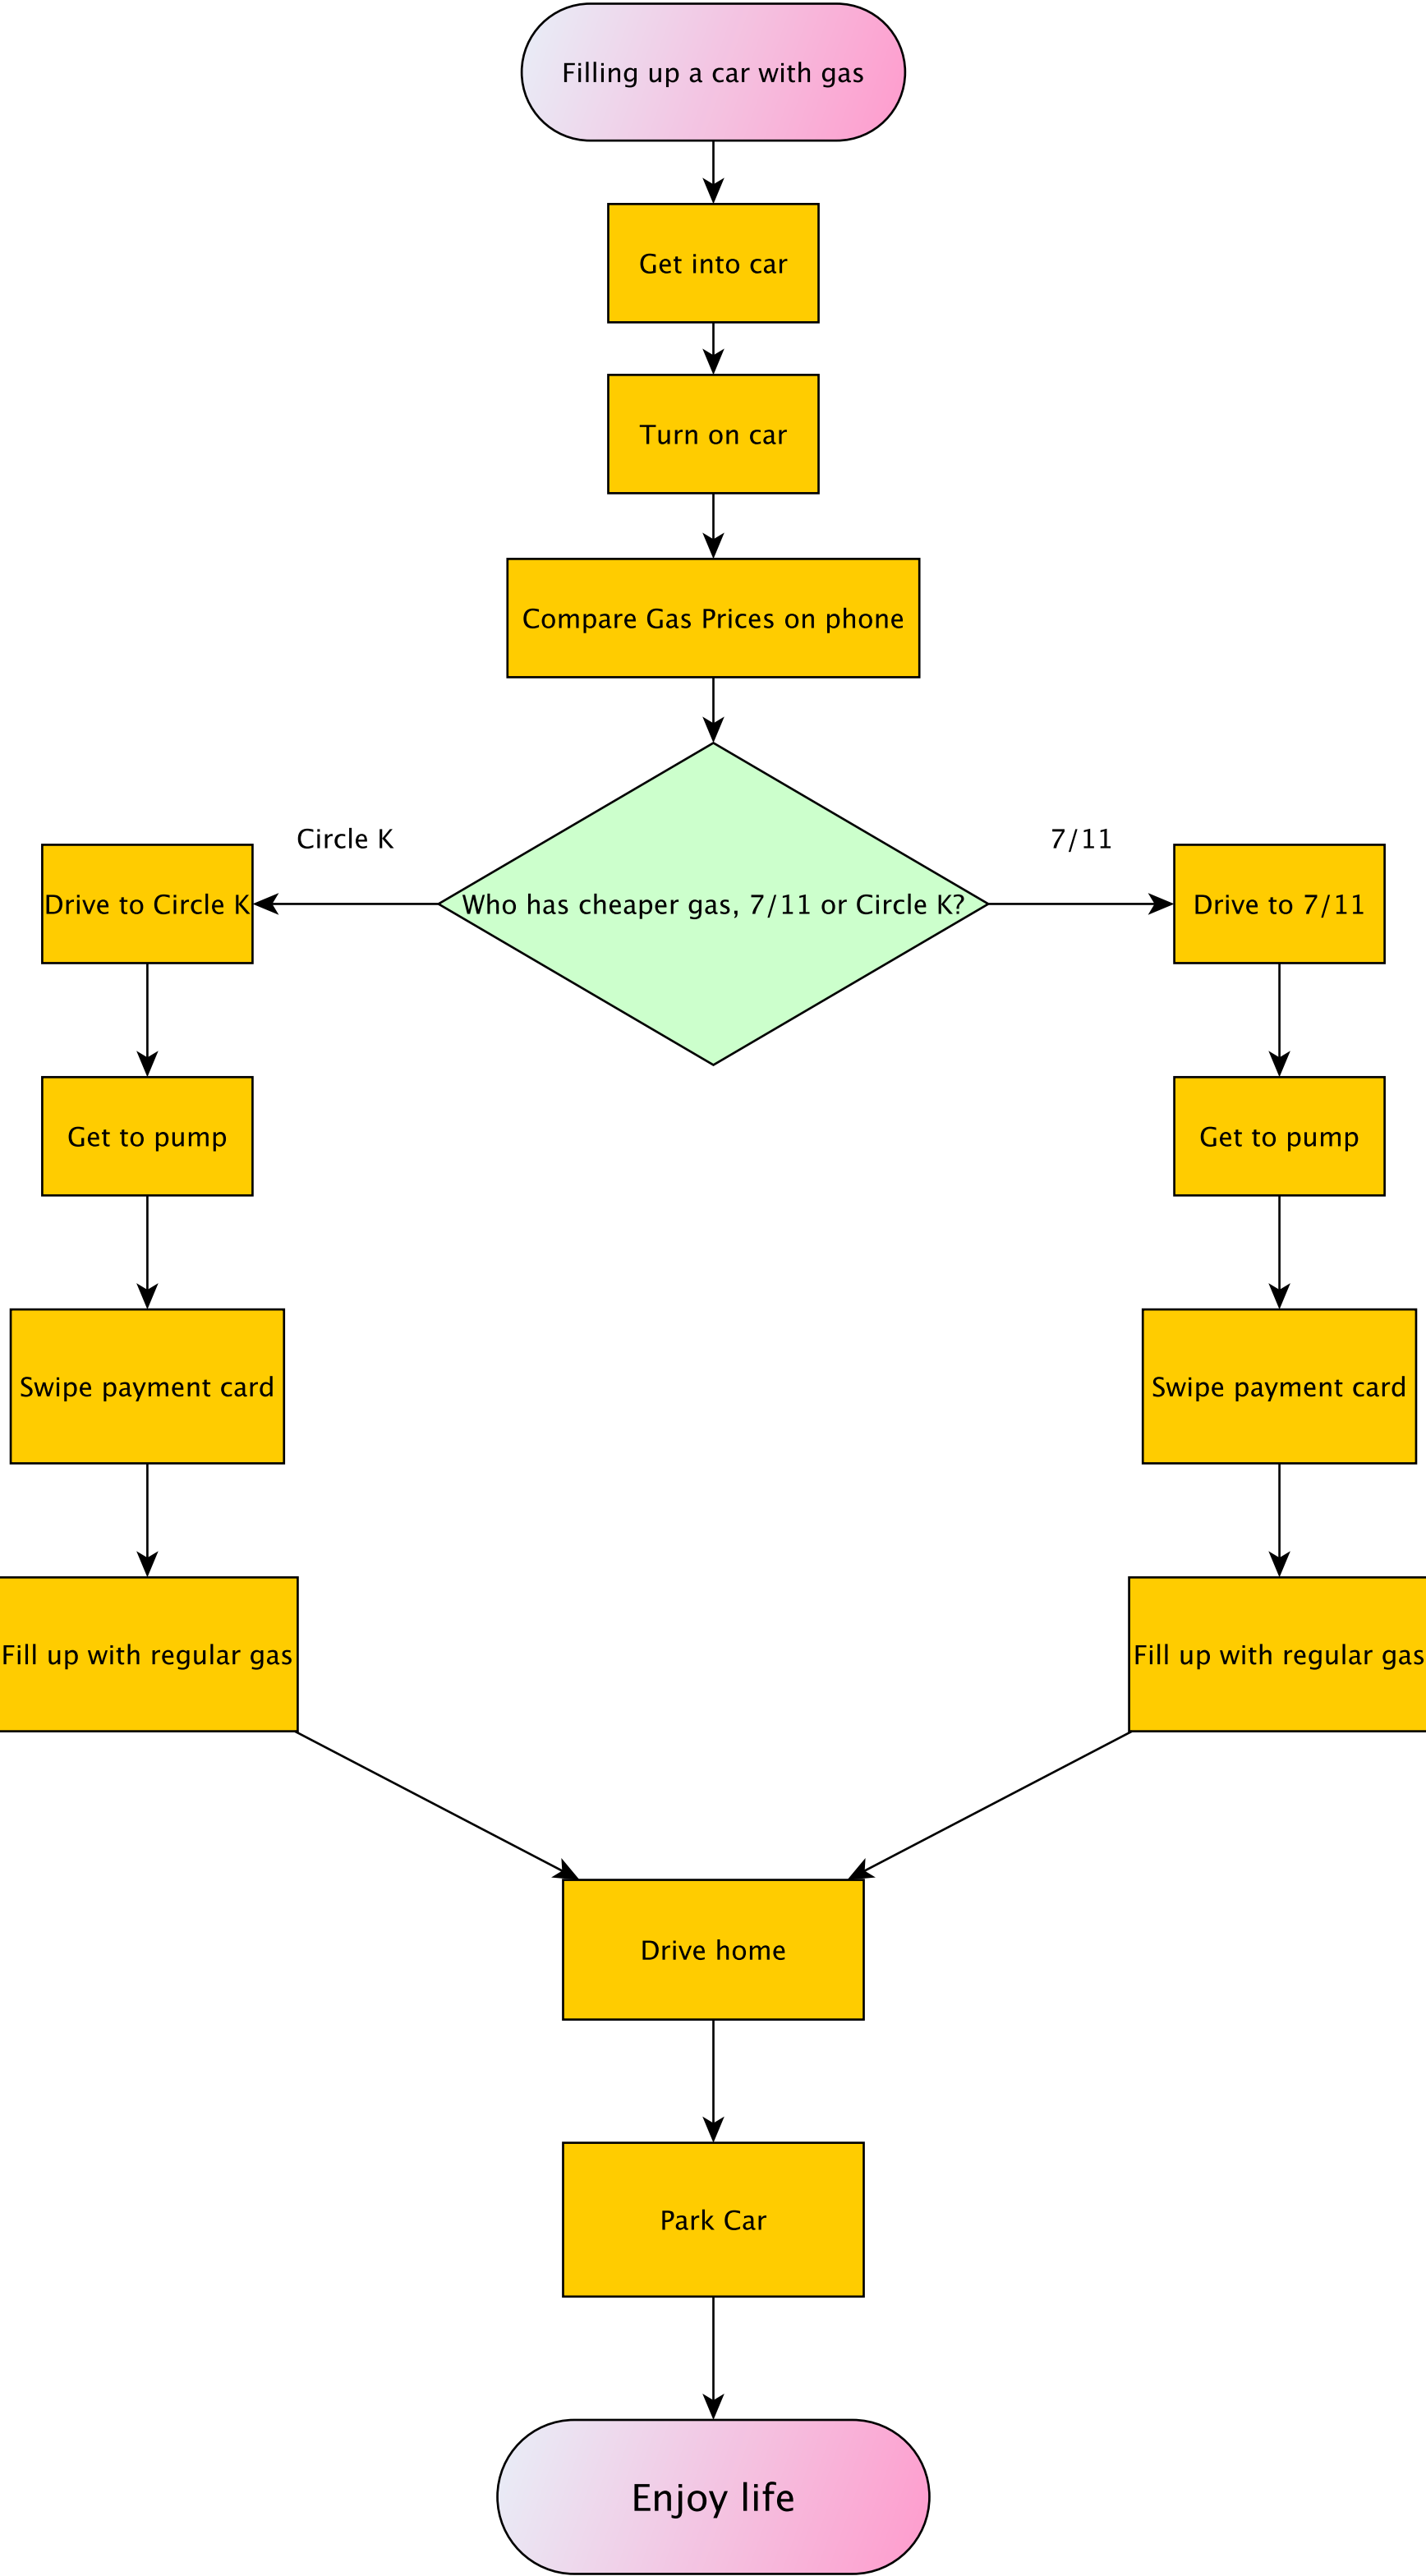 Filling up a car with gas
Get into car
Turn on car
Compare Gas Prices on phone
Circle K
7/11
Drive to Circle K
Who has cheaper gas, 7/11 or Circle K?
Drive to 7/11
Get to pump
Get to pump
Swipe payment card
Swipe payment card
Fill up with regular gas
Fill up with regular gas
Drive home
Park Car
Enjoy life